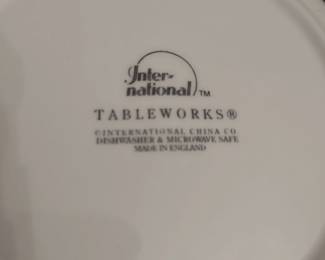 Inter-
national™
TABLEWORKS®
©INTERNATIONAL CHINA CO.
DISHWASHER & MICROWAVE SAFE
MADE IN ENGLAND